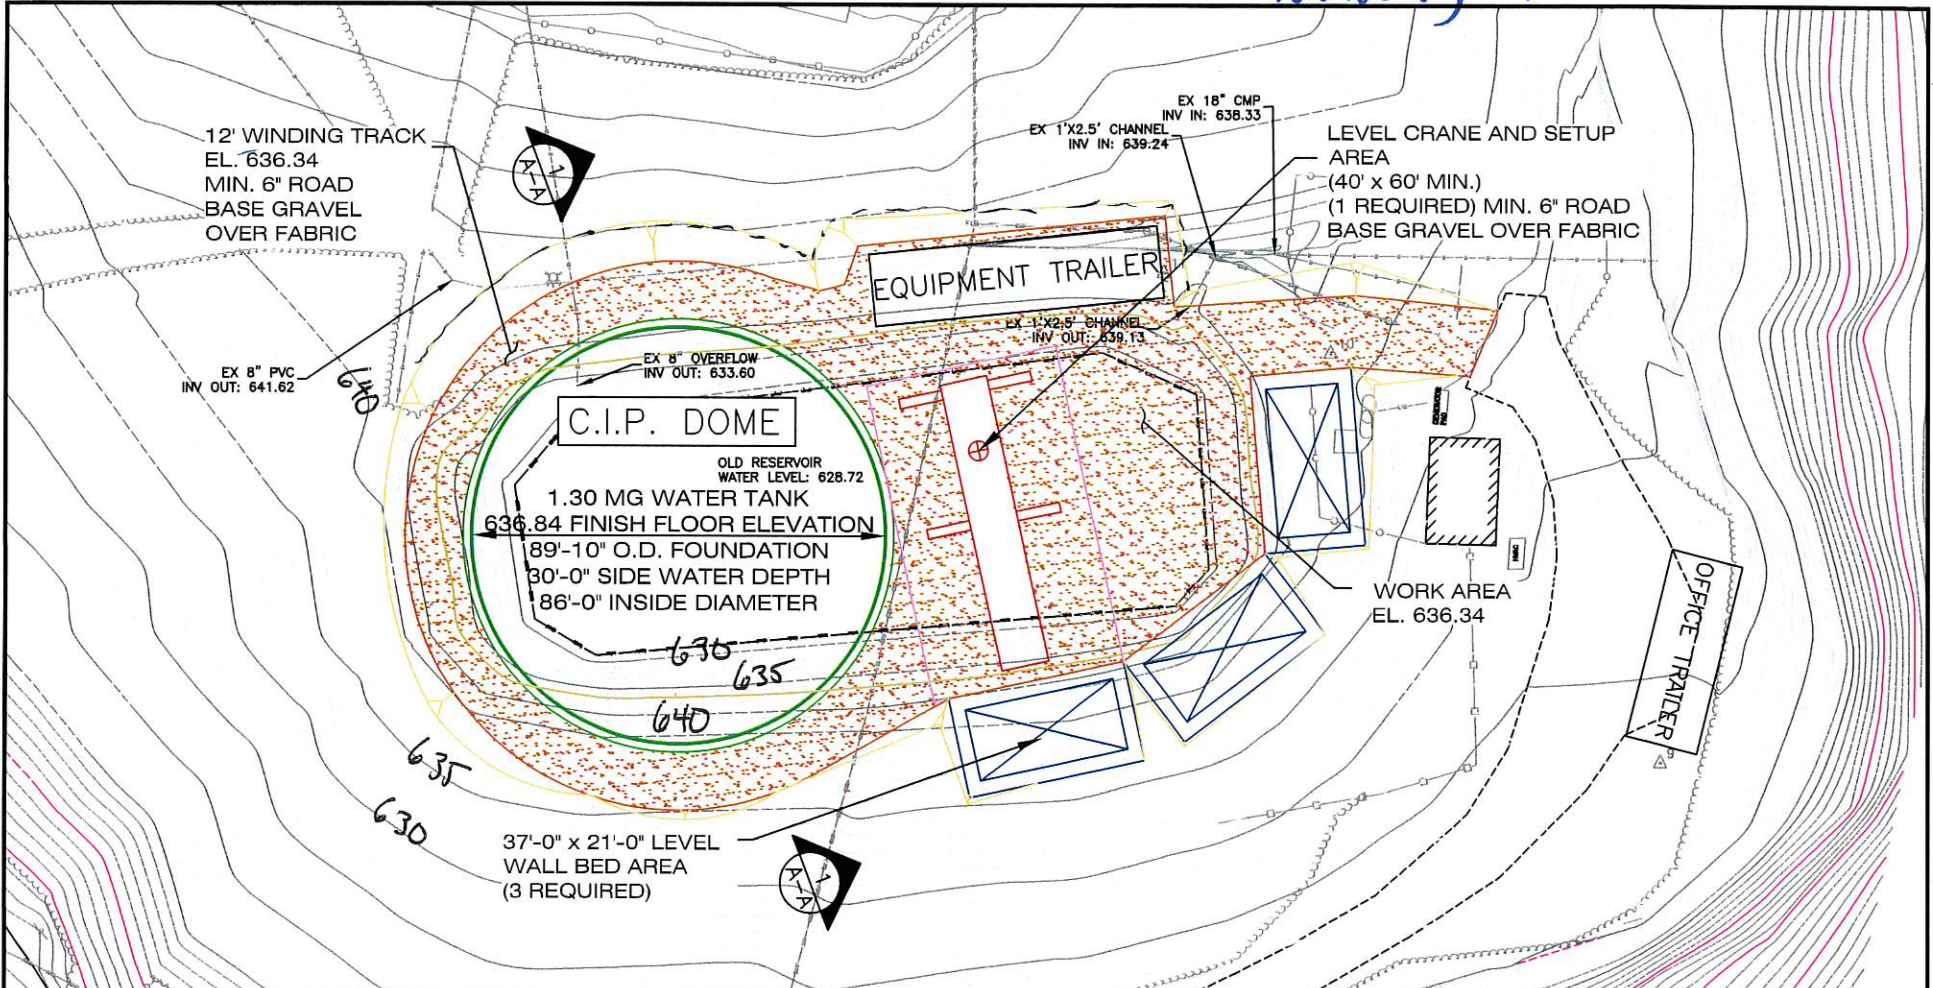 12' WINDING TRACK
EL. 636.34
MIN. 6" ROAD
BASE GRAVEL
OVER FABRIC
1
A-A
EX 18" CMP
INV IN: 638.33
EX 1'X2.5' CHANNEL
INV IN: 639.24
LEVEL CRANE AND SETUP
AREA
(40' x 60' MIN.)
(1 REQUIRED) MIN. 6" ROAD
BASE GRAVEL OVER FABRIC
EQUIPMENT TRAILER
EX 1'X2.5' CHANNEL
INV OUT: 639.13
EX 8" PVC
INV OUT: 641.62
640
EX 8" OVERFLOW
INV OUT: 633.60
C.I.P. DOME
OLD RESERVOIR
WATER LEVEL: 628.72
1.30 MG WATER TANK
636.84 FINISH FLOOR ELEVATION
89'-10" O.D. FOUNDATION
30'-0" SIDE WATER DEPTH
86'-0" INSIDE DIAMETER
630
635
640
635
630
WORK AREA
EL. 636.34
OFFICE TRAILER
9
37'-0" x 21'-0" LEVEL
WALL BED AREA
(3 REQUIRED)
1
A-A